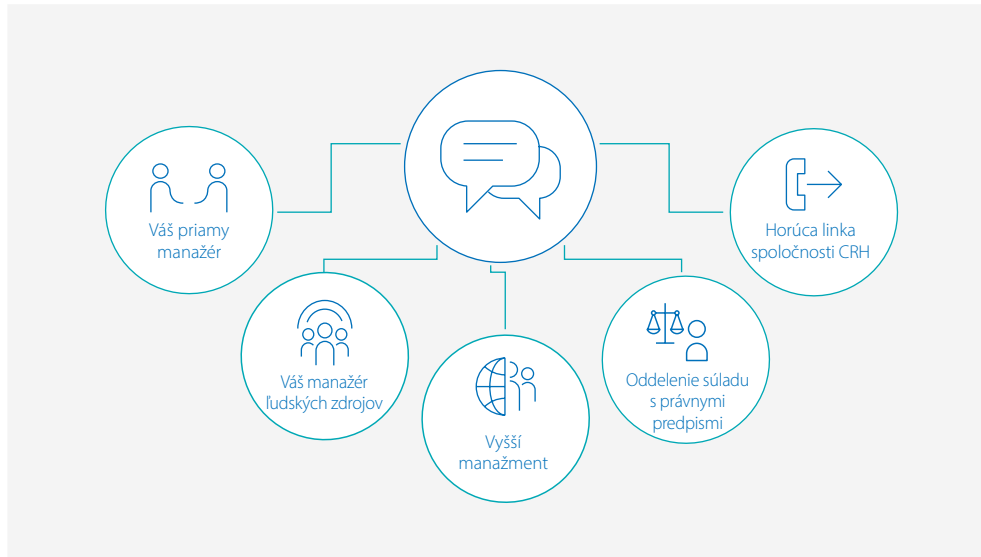 Váš priamy
manažér
Váš manažér
ľudských zdrojov
Vyšší
manažment
Oddelenie súladu
s právnymi
predpismi
Horúca linka
spoločnosti CRH